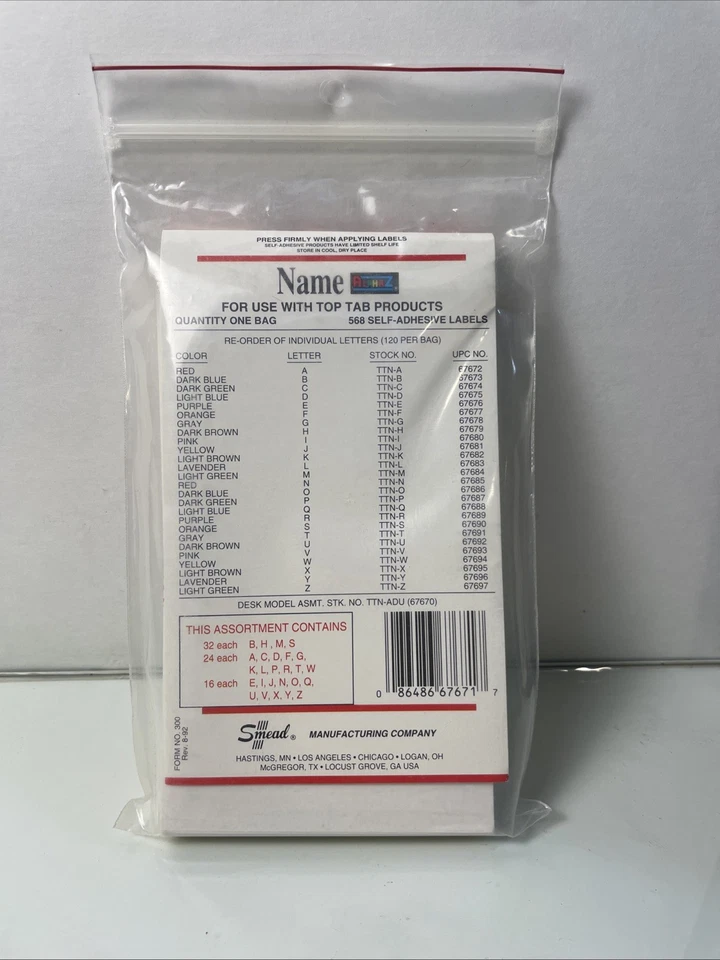 PRESS FIRMLY WHEN APPLYING LABELS
SELF-ADHESIVE PRODUCTS HAVE LIMITED SHELF LIFE
STORE IN COOL, DRY PLACE
Name ALPHAZ
FOR USE WITH TOP TAB PRODUCTS
QUANTITY ONE BAG 568 SELF-ADHESIVE LABELS
RE-ORDER OF INDIVIDUAL LETTERS (120 PER BAG)
COLOR LETTER STOCK NO. UPC NO.
RED A TTN-A 67672
DARK BLUE B TTN-B 67673
DARK GREEN C TTN-C 67674
LIGHT BLUE D TTN-D 67675
PURPLE E TTN-E 67676
ORANGE F TTN-F 67677
GRAY G TTN-G 67678
DARK BROWN H TTN-H 67679
PINK I TTN-I 67680
YELLOW J TTN-J 67681
LIGHT BROWN K TTN-K 67682
LAVENDER L TTN-L 67683
LIGHT GREEN M TTN-M 67684
RED N TTN-N 67685
DARK BLUE O TTN-O 67686
DARK GREEN P TTN-P 67687
LIGHT BLUE Q TTN-Q 67688
PURPLE R TTN-R 67689
ORANGE S TTN-S 67690
GRAY T TTN-T 67691
DARK BROWN U TTN-U 67692
PINK V TTN-V 67693
YELLOW W TTN-W 67694
LIGHT BROWN X TTN-X 67695
LAVENDER Y TTN-Y 67696
LIGHT GREEN Z TTN-Z 67697
DESK MODEL ASMT. STK. NO. TTN-ADU (67670)
THIS ASSORTMENT CONTAINS
32 each B, H, M, S
24 each A, C, D, F, G,
K, L, P, R, T, W
16 each E, I, J, N, O, Q,
U, V, X, Y, Z
0 86486 67671 7
FORM NO. 300
Rev. 8-92
Smead® MANUFACTURING COMPANY
HASTINGS, MN • LOS ANGELES • CHICAGO • LOGAN, OH
McGREGOR, TX • LOCUST GROVE, GA USA